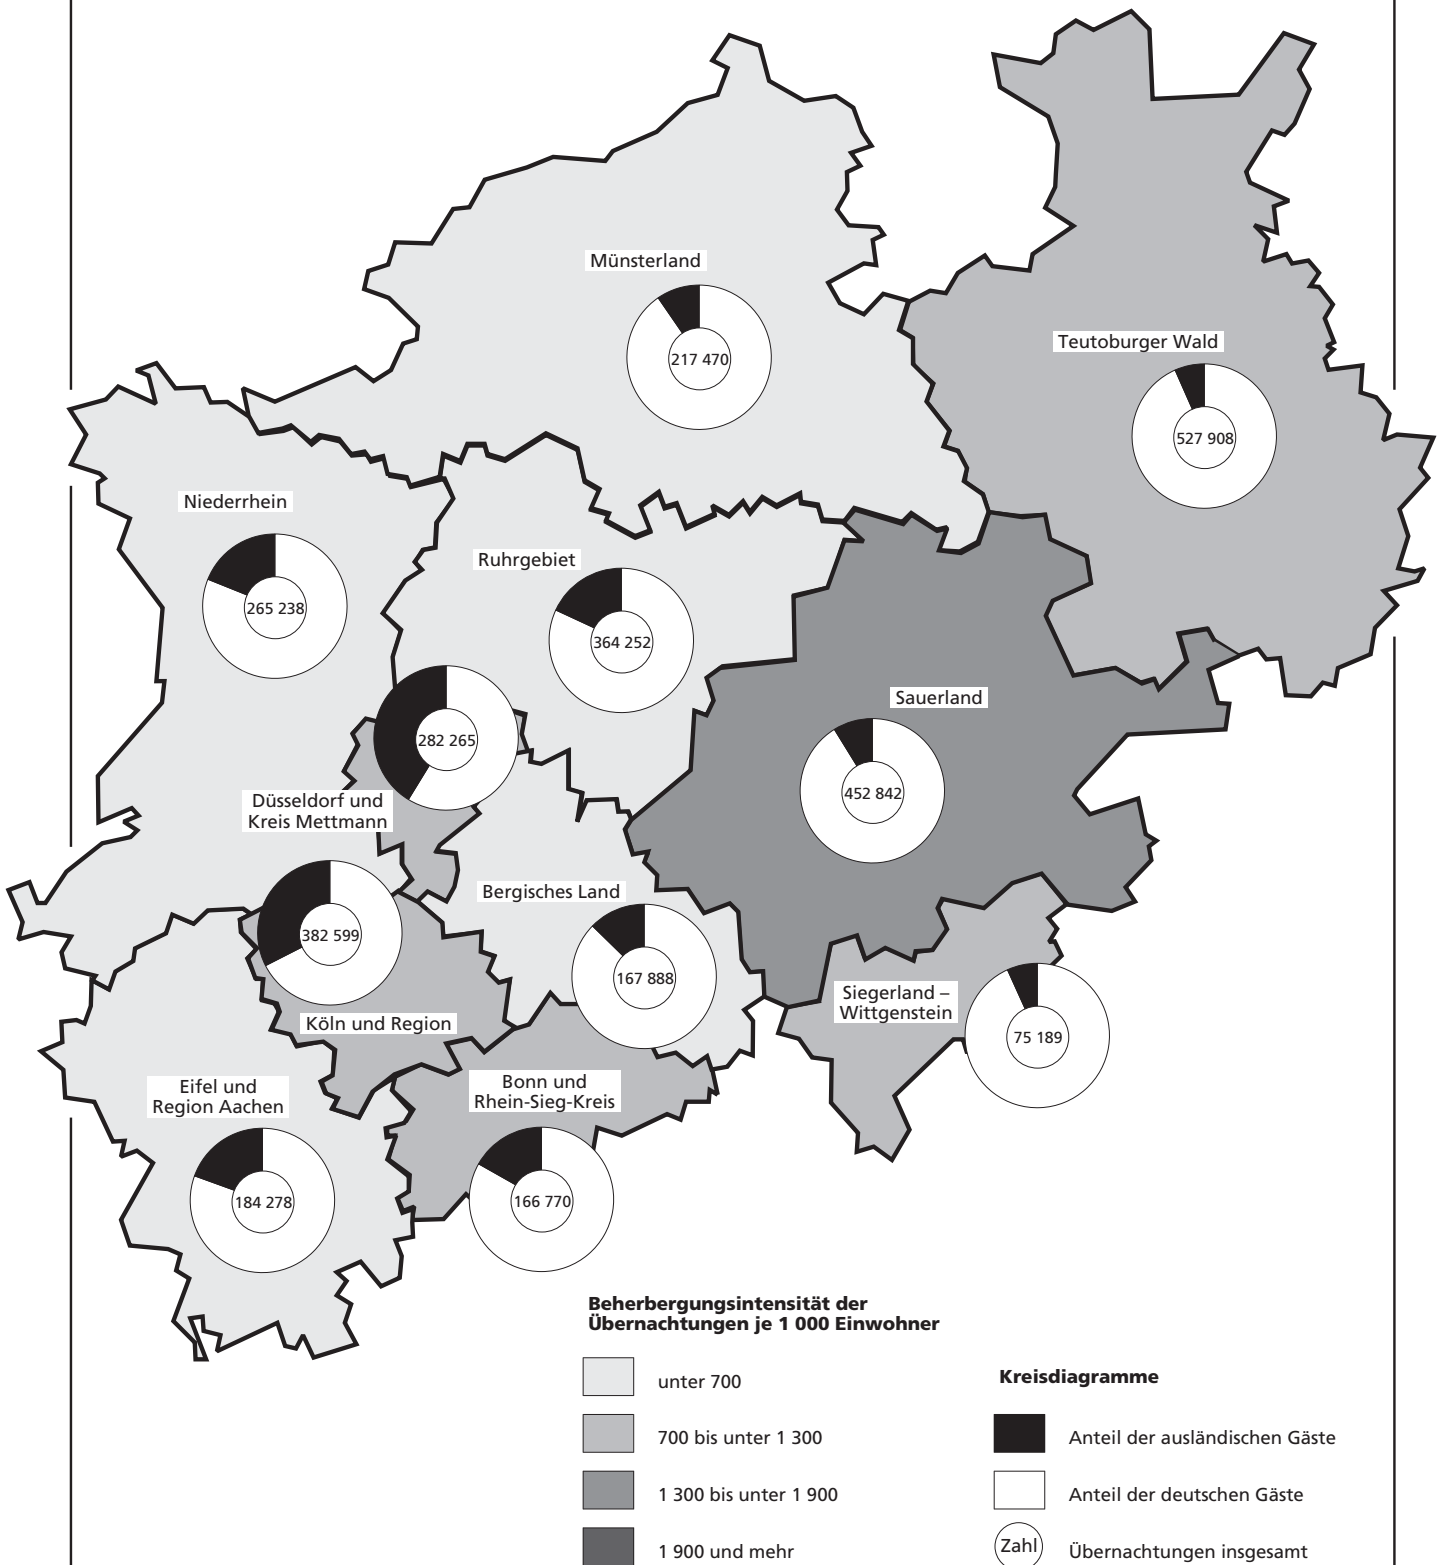 Münsterland
217 470
Teutoburger Wald
527 908
Niederrhein
265 238
Ruhrgebiet
364 252
Sauerland
452 842
282 265
Düsseldorf und
Kreis Mettmann
Bergisches Land
167 888
382 599
Köln und Region
Siegerland –
Wittgenstein
75 189
Eifel und
Region Aachen
184 278
Bonn und
Rhein-Sieg-Kreis
166 770
Beherbergungsintensität der
Übernachtungen je 1 000 Einwohner
unter 700
700 bis unter 1 300
1 300 bis unter 1 900
1 900 und mehr
Kreisdiagramme
Anteil der ausländischen Gäste
Anteil der deutschen Gäste
Zahl
Übernachtungen insgesamt